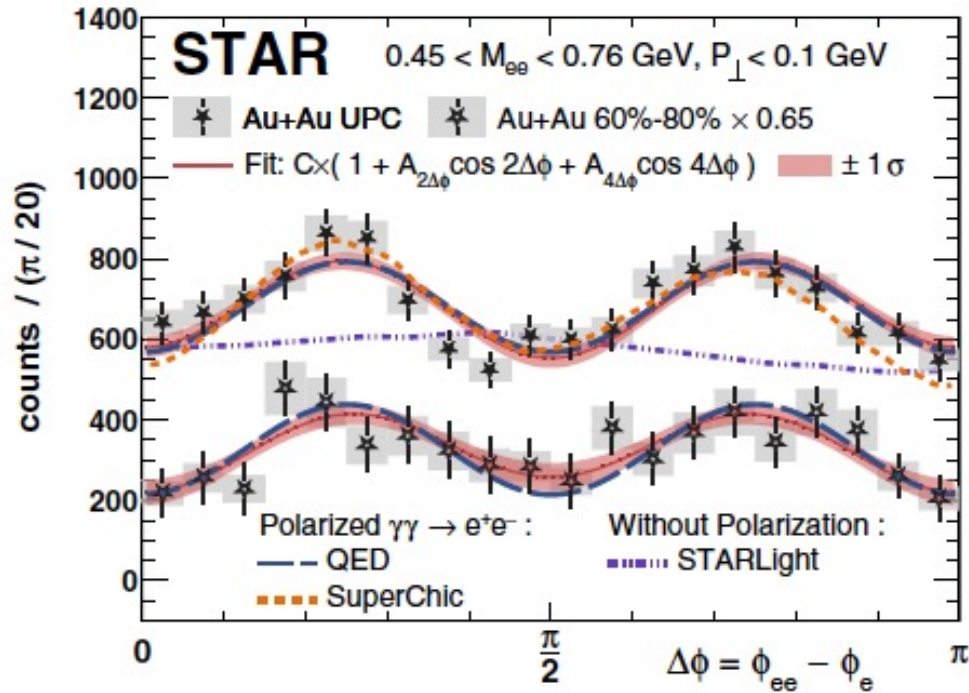 STAR 0.45 < M_ee < 0.76 GeV, P_⊥ < 0.1 GeV
Au+Au UPC Au+Au 60%-80% × 0.65
Fit: C×( 1 + A_2Δϕ cos 2Δϕ + A_4Δϕ cos 4Δϕ ) ± 1 σ
counts / (π / 20)
1400
1200
1000
800
600
400
200
0
Polarized γγ → e⁺e⁻ : Without Polarization :
QED STARLight
SuperChic
0 π/2 Δϕ = ϕ_ee − ϕ_e π